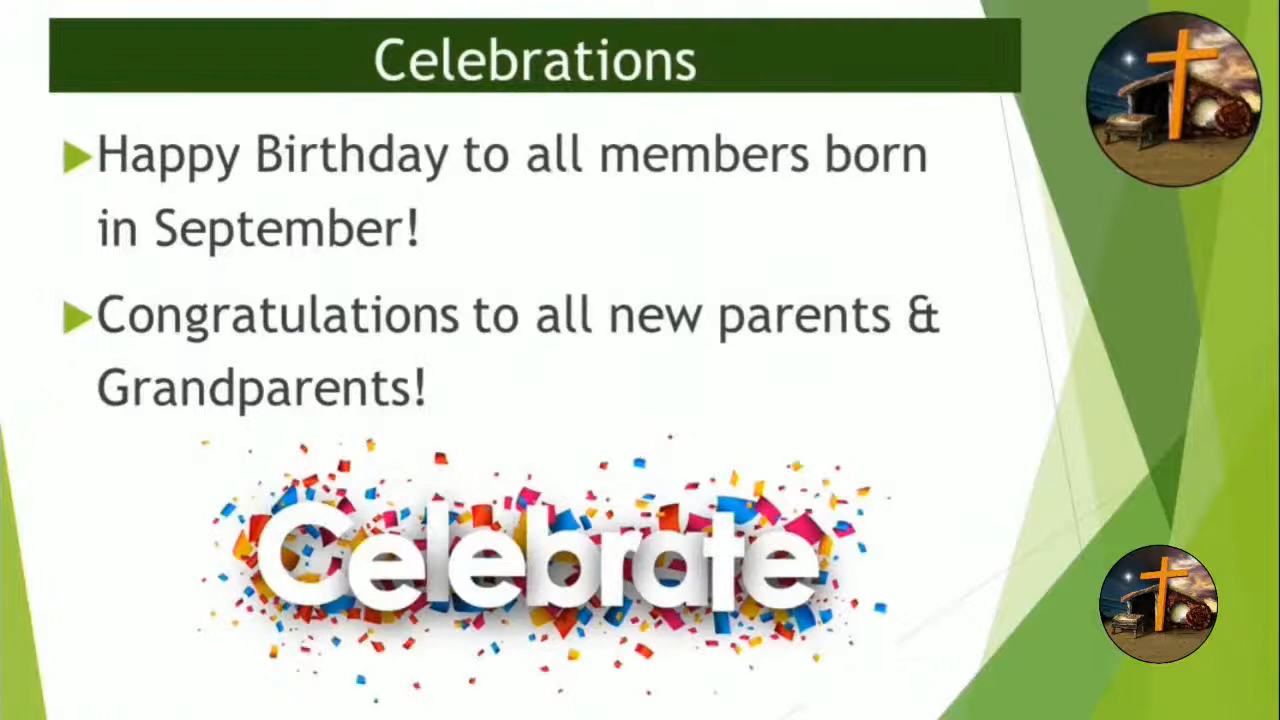 Celebrations
Happy Birthday to all members born
in September!
Congratulations to all new parents &
Grandparents!
Celebrate